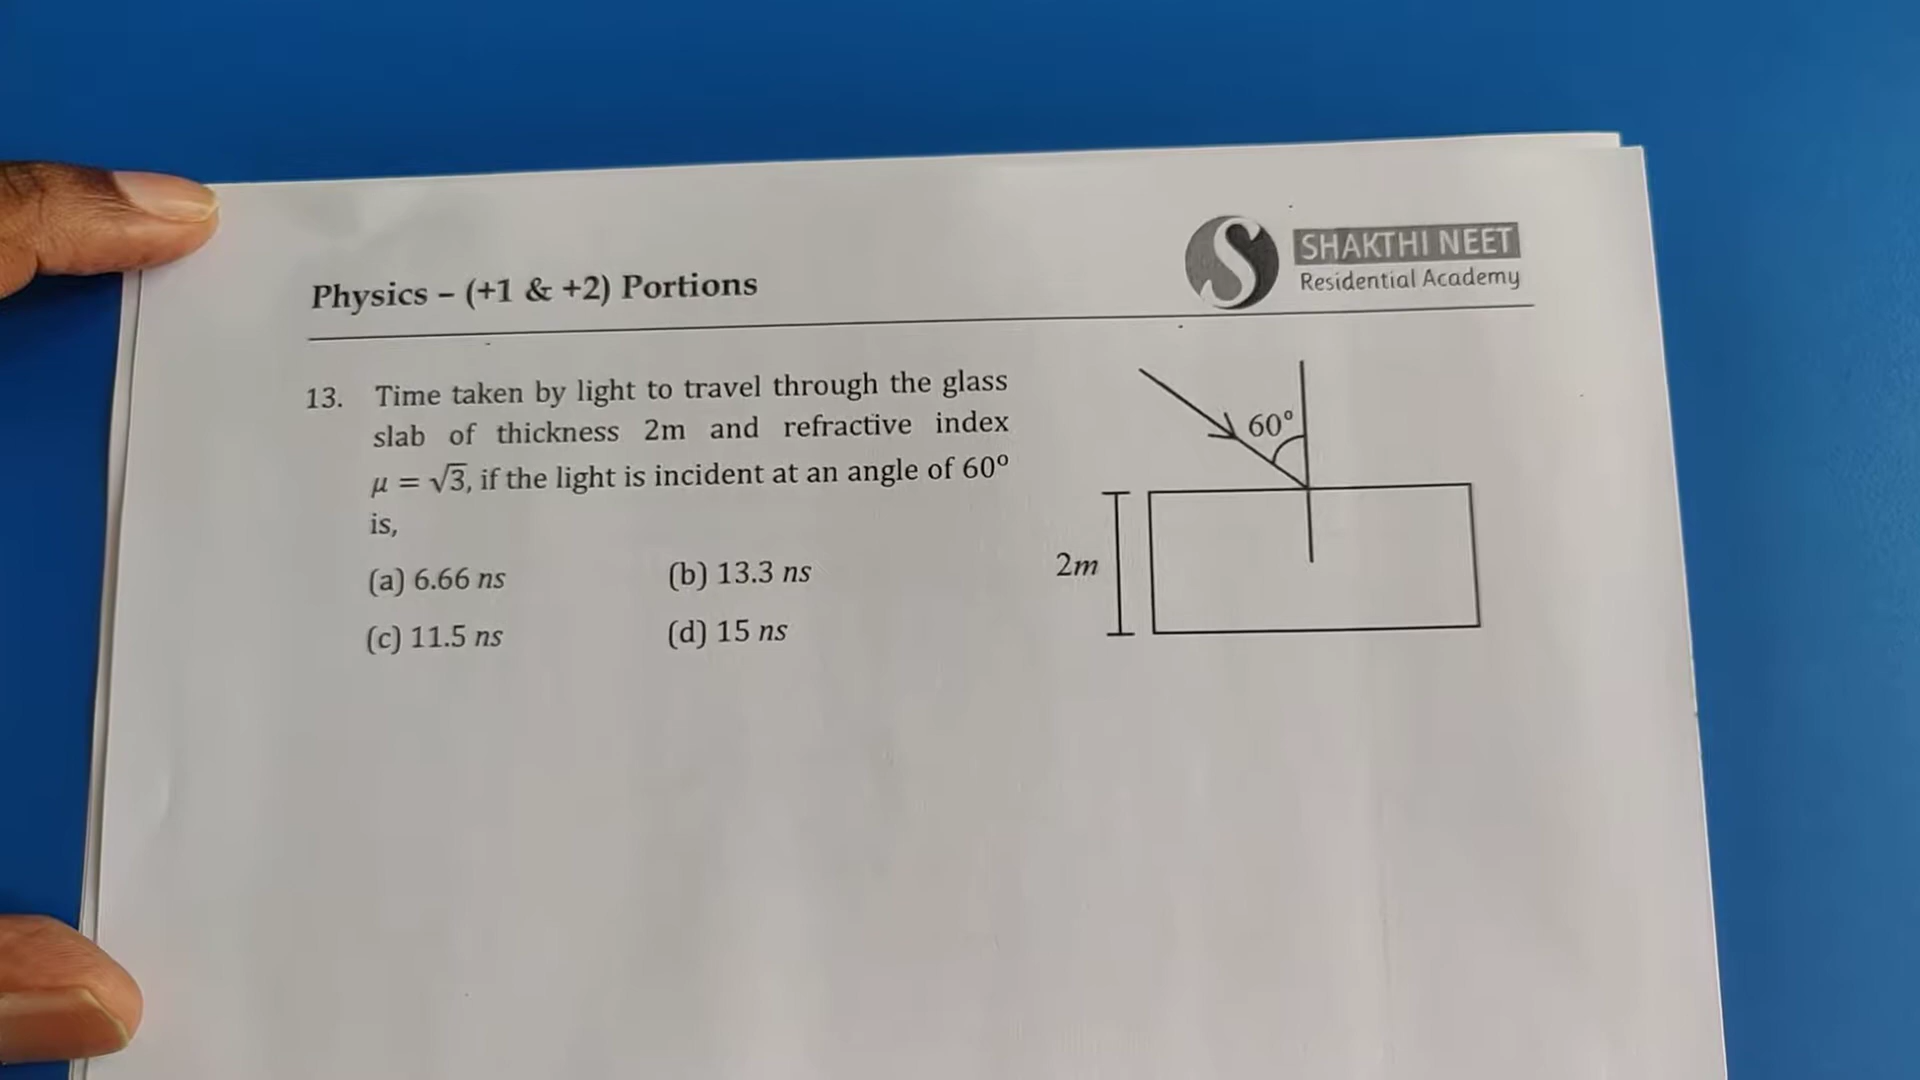 Physics – (+1 & +2) Portions
SHAKTHI NEET
Residential Academy
13. Time taken by light to travel through the glass
slab of thickness 2m and refractive index
μ = √3, if the light is incident at an angle of 60º
is,
(a) 6.66 ns (b) 13.3 ns
(c) 11.5 ns (d) 15 ns
60º
2m